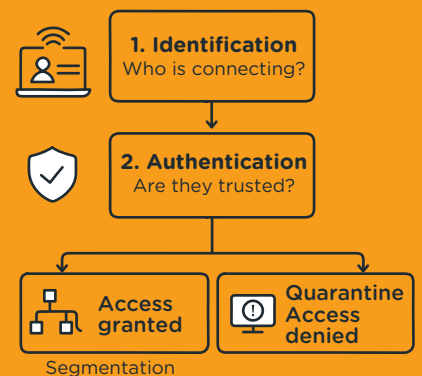 1. Identification
Who is connecting?
2. Authentication
Are they trusted?
Access
granted
Quarantine
Access
denied
Segmentation